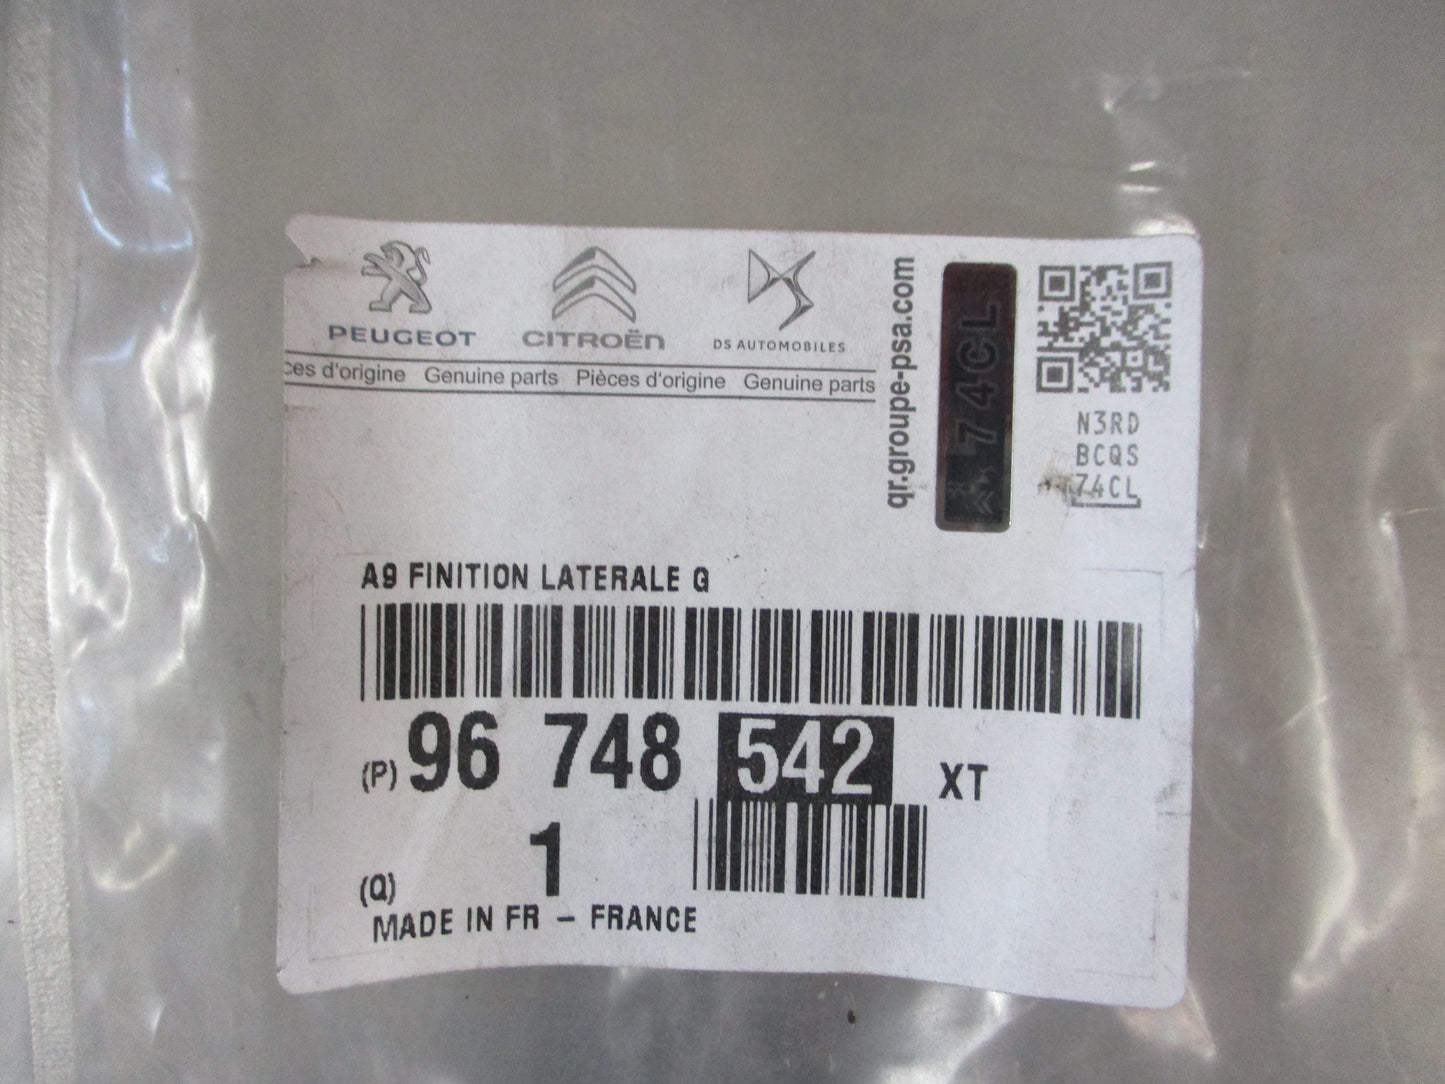 PEUGEOT CITROËN DS AUTOMOBILES
ces d'origine Genuine parts Pièces d'origine Genuine parts
qr.groupe-psa.com
74CL
N3RD
BCQS
74CL
A9 FINITION LATERALE G
(P) 96 748 542 XT
(Q) 1
MADE IN FR - FRANCE